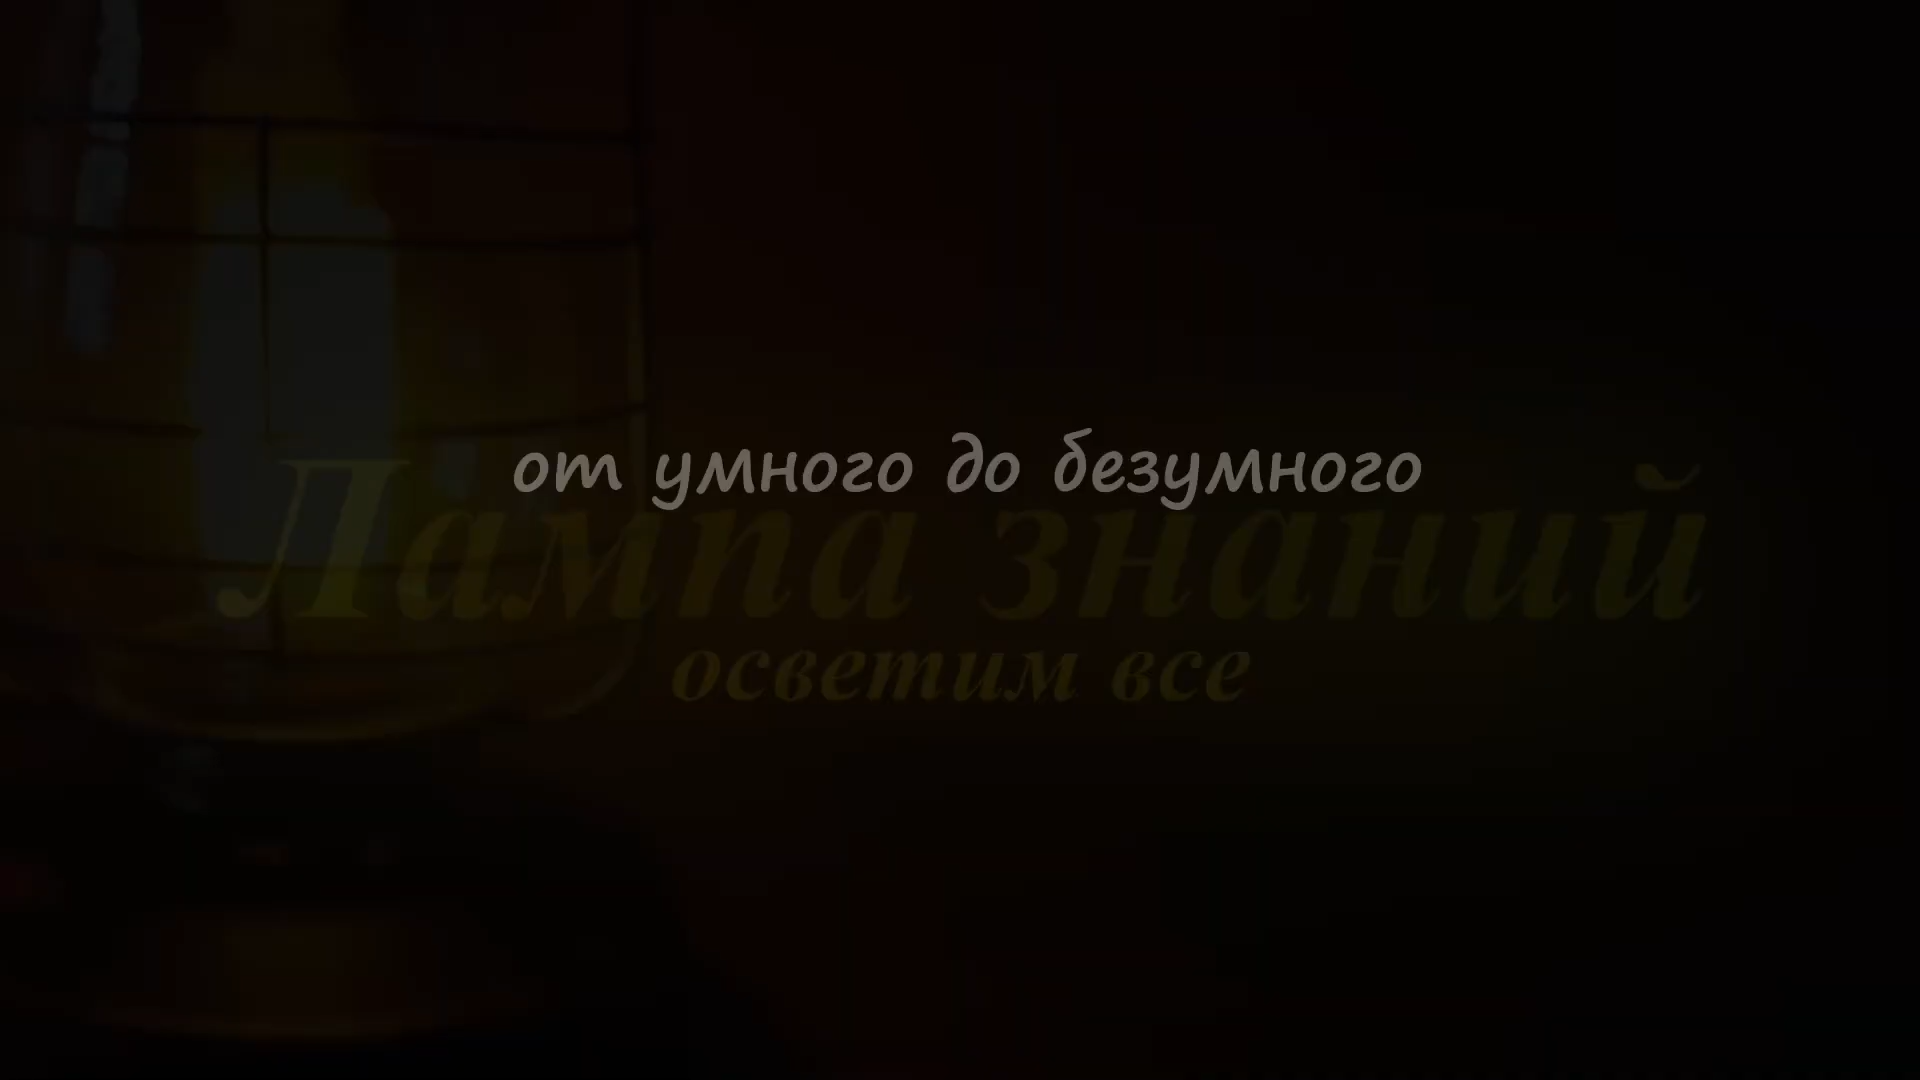 от умного до безумного
Лампа знаний
осветим все